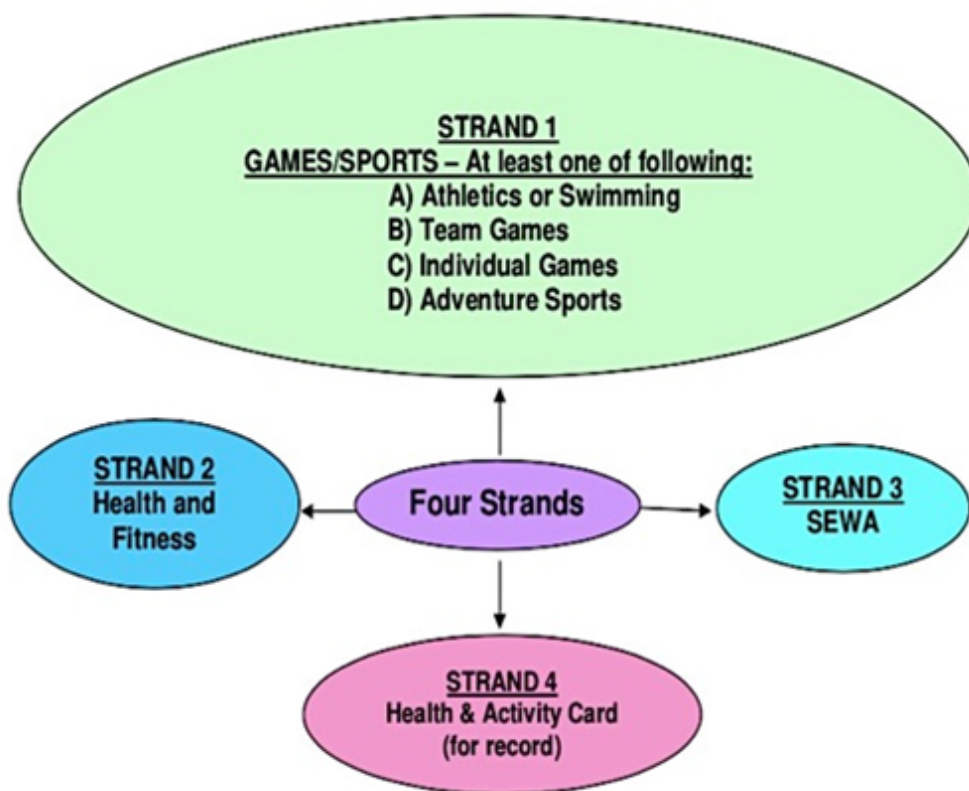 STRAND 1
GAMES/SPORTS – At least one of following:
A) Athletics or Swimming
B) Team Games
C) Individual Games
D) Adventure Sports
STRAND 2
Health and
Fitness
Four Strands
STRAND 3
SEWA
STRAND 4
Health & Activity Card
(for record)